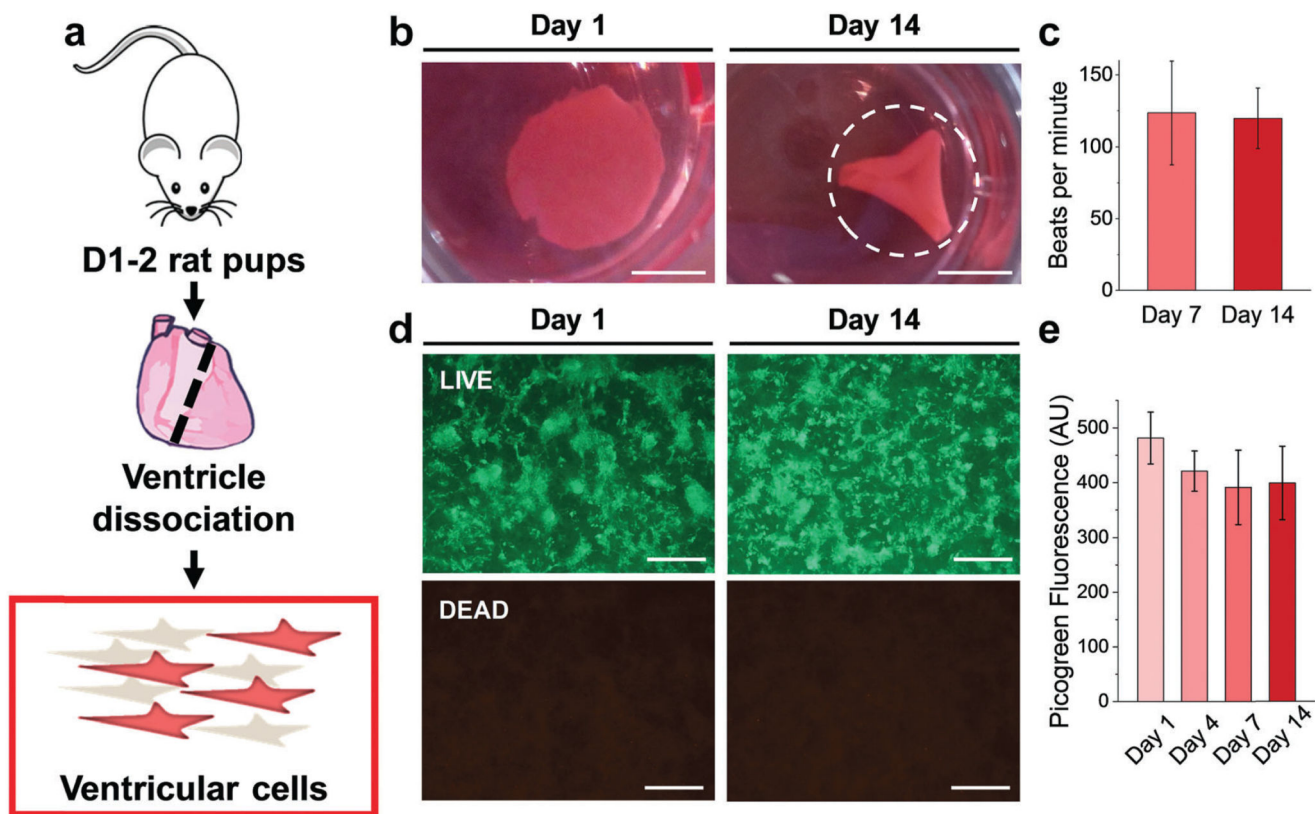 a
D1-2 rat pups
Ventricle
dissociation
Ventricular cells
b
Day 1
Day 14
c
Beats per minute
150
100
50
0
Day 7
Day 14
d
Day 1
Day 14
LIVE
DEAD
e
Picogreen Fluorescence (AU)
500
400
300
200
100
0
Day 1
Day 4
Day 7
Day 14